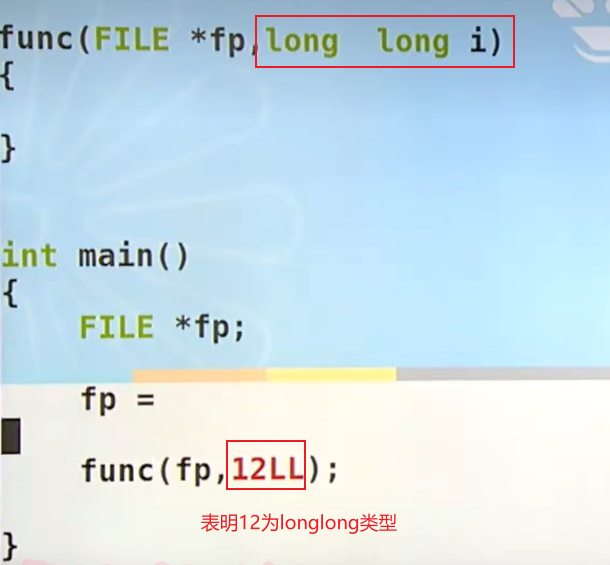 func(FILE *fp,long  long i)
{
}
int main()
{
    FILE *fp;
    fp =
    func(fp,12LL);
表明12为longlong类型
}